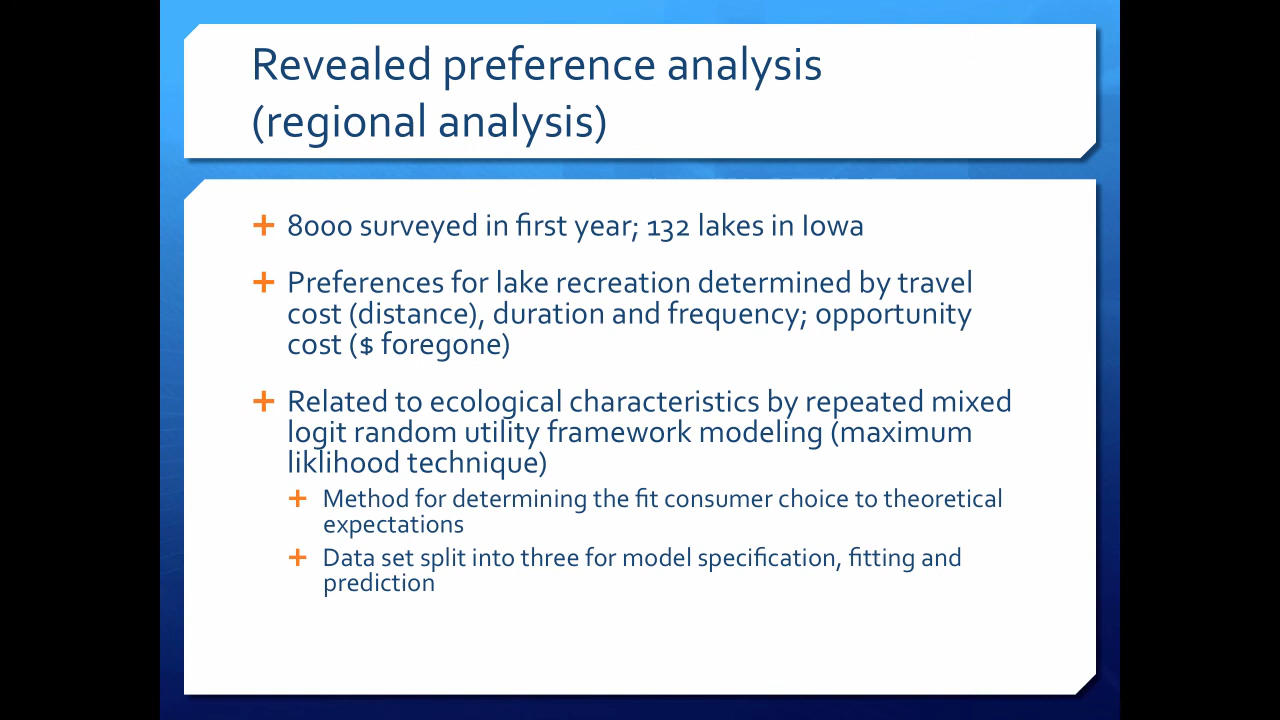 Revealed preference analysis
(regional analysis)
8000 surveyed in first year; 132 lakes in Iowa
Preferences for lake recreation determined by travel
cost (distance), duration and frequency; opportunity
cost ($ foregone)
Related to ecological characteristics by repeated mixed
logit random utility framework modeling (maximum
liklihood technique)
Method for determining the fit consumer choice to theoretical
expectations
Data set split into three for model specification, fitting and
prediction